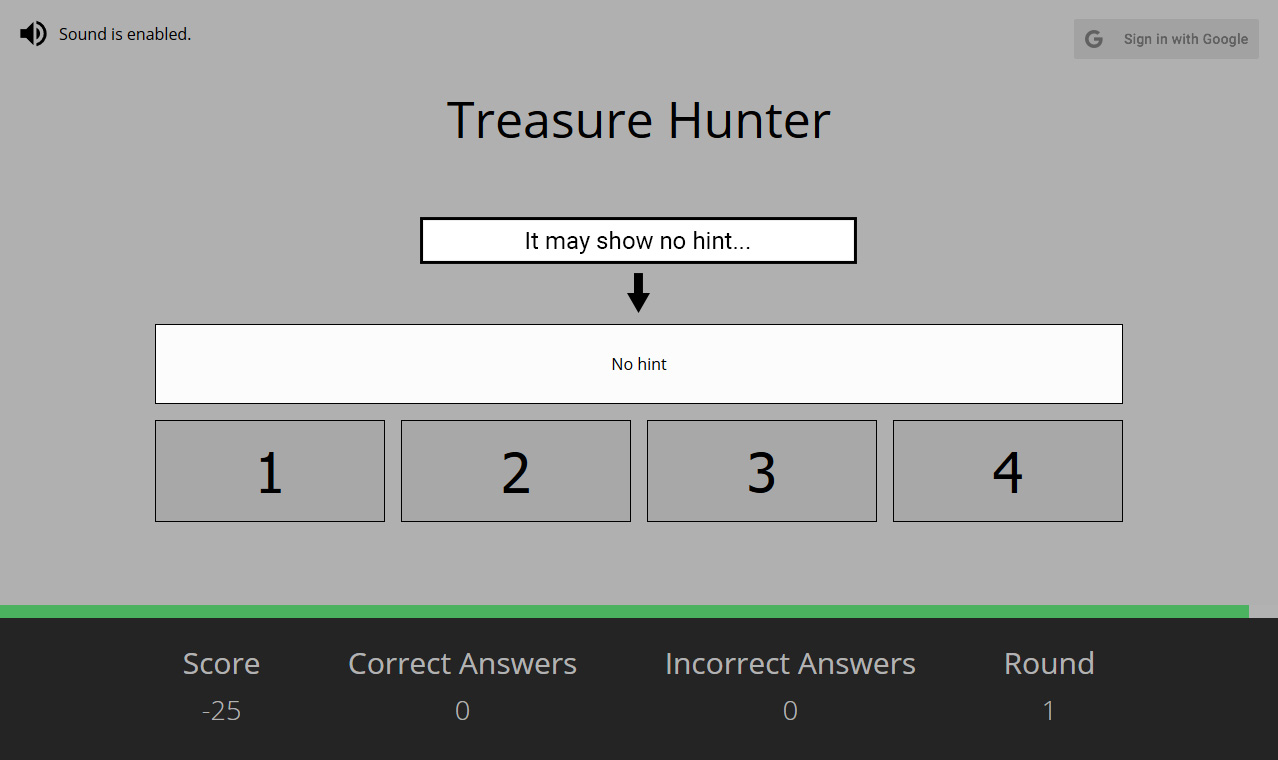 Sound is enabled.
Sign in with Google
Treasure Hunter
It may show no hint...
No hint
1 2 3 4
Score Correct Answers Incorrect Answers Round
-25 0 0 1